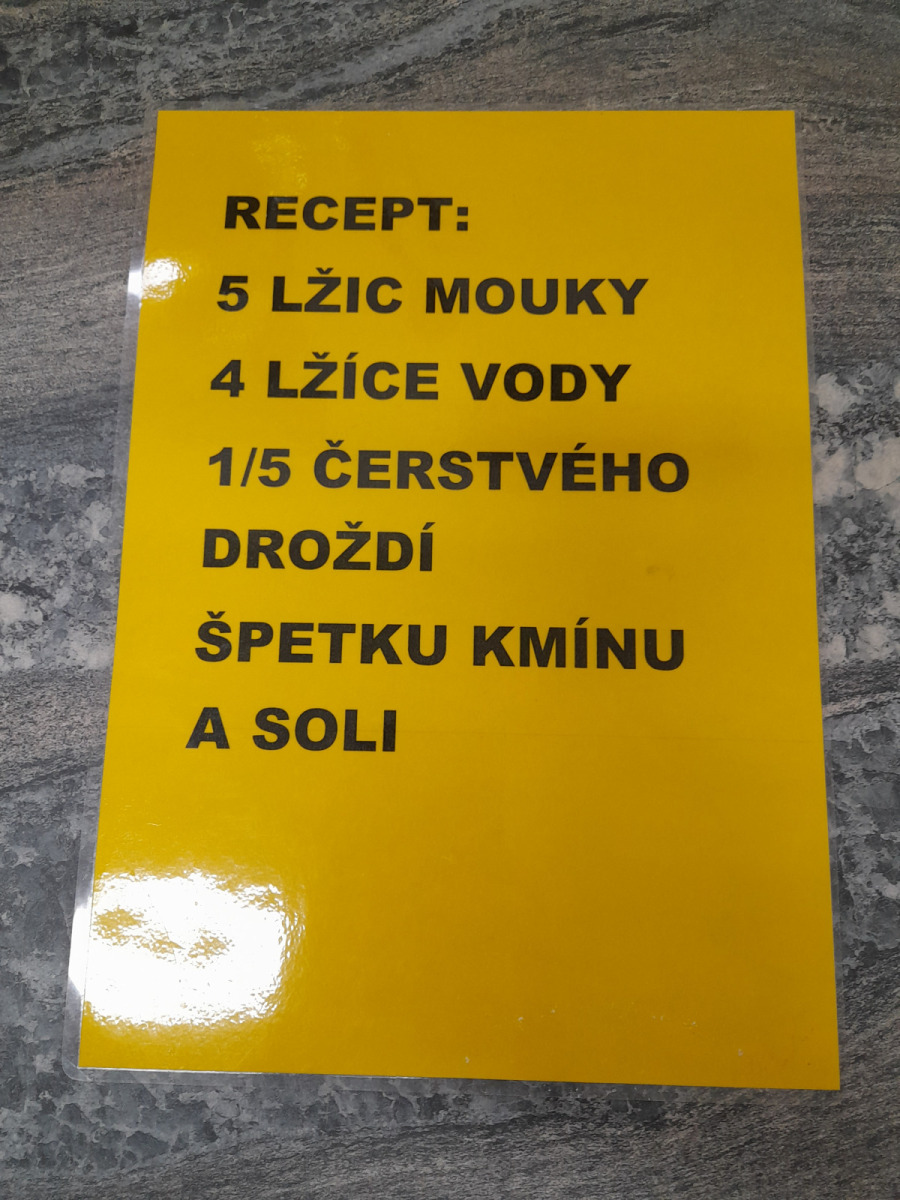 RECEPT:
5 LŽIC MOUKY
4 LŽÍCE VODY
1/5 ČERSTVÉHO
DROŽDÍ
ŠPETKU KMÍNU
A SOLI